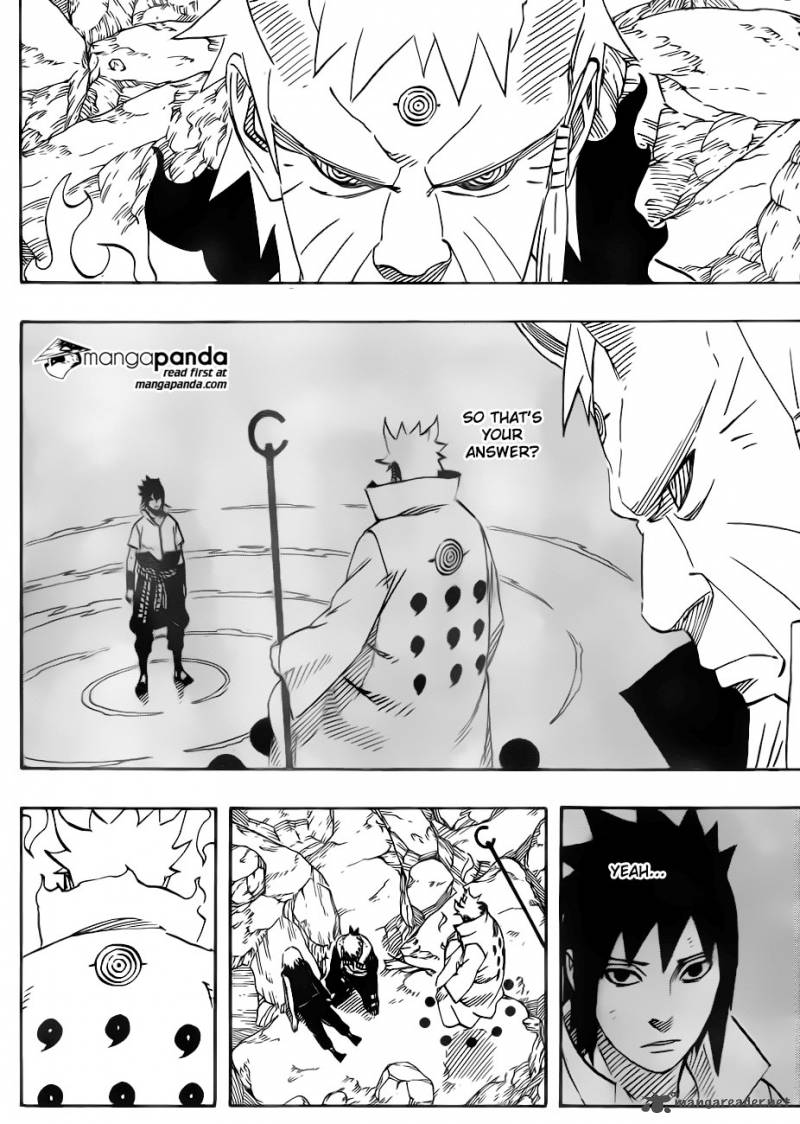 mangapanda
read first at
mangapanda.com
SO THAT'S
YOUR
ANSWER?
YEAH...
mangareader.net